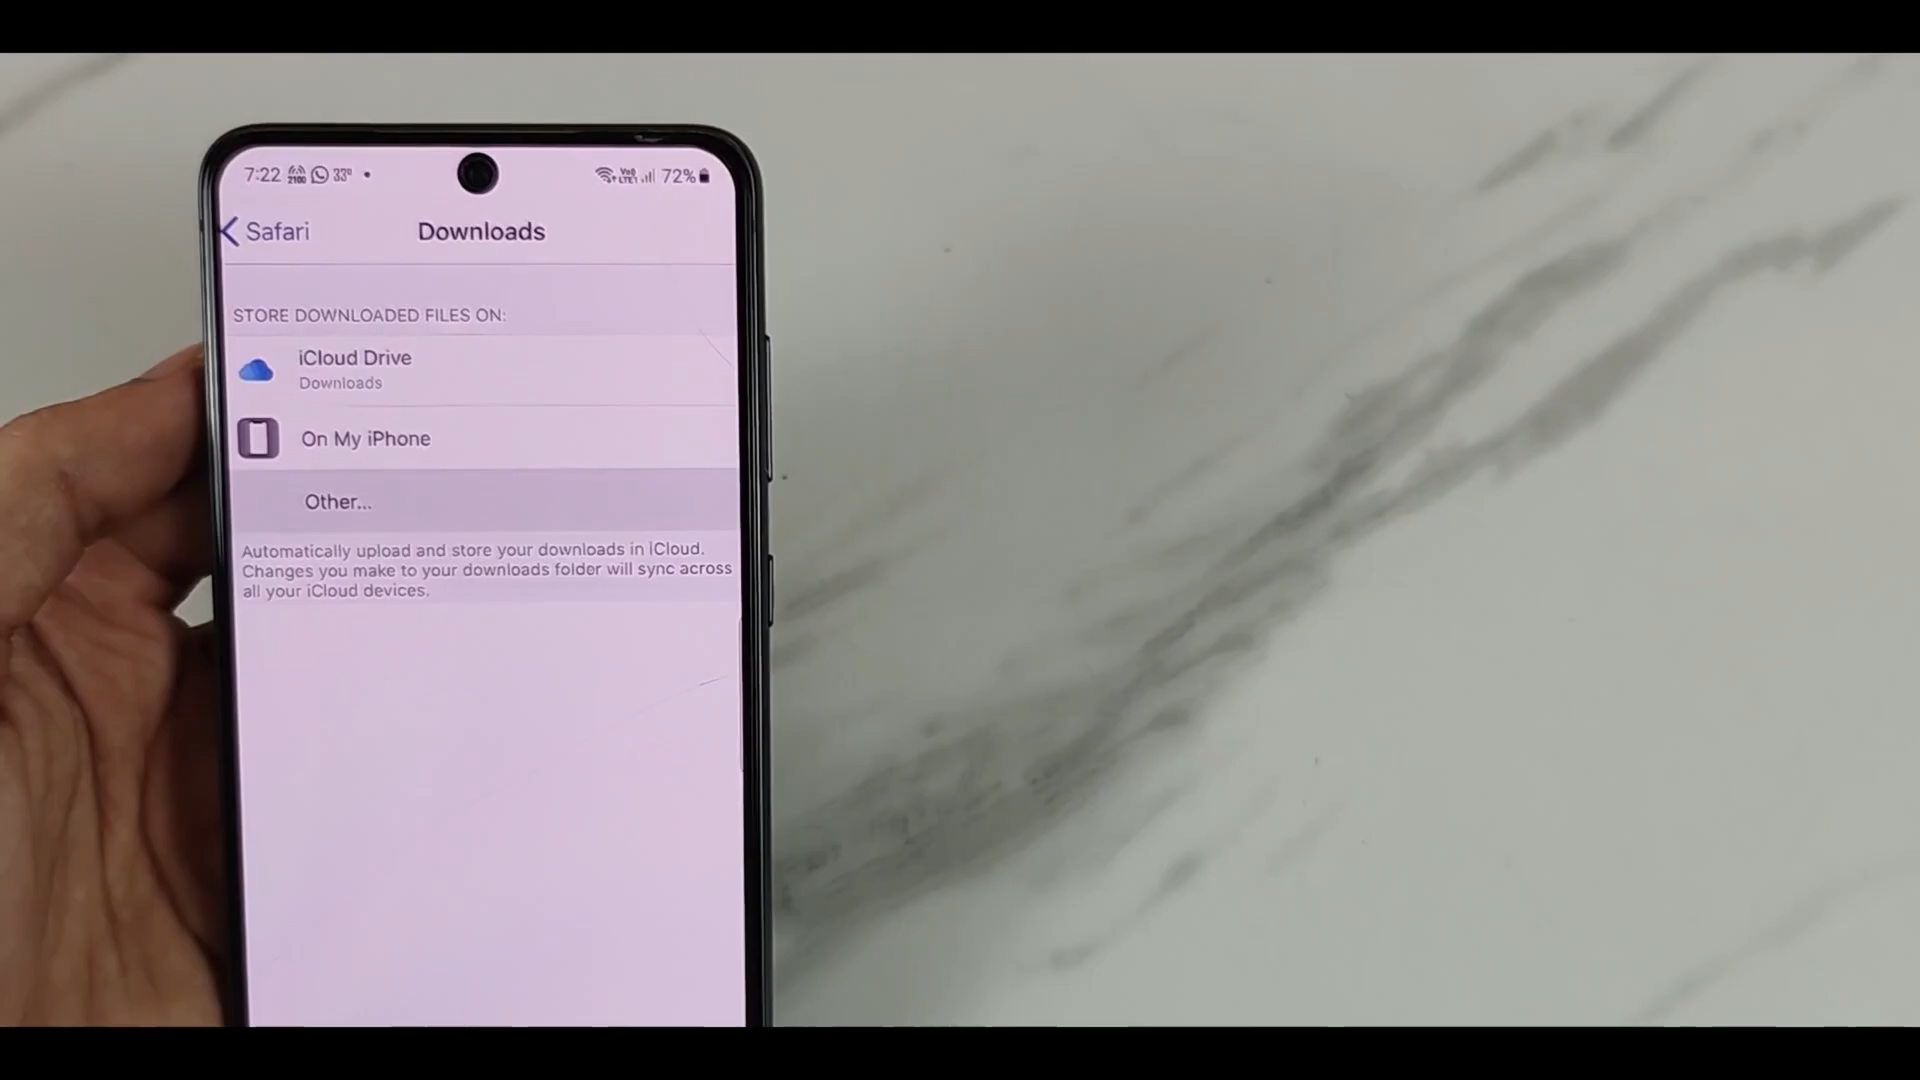 7:22 2100 33° 72%
Safari
Downloads
STORE DOWNLOADED FILES ON:
iCloud Drive
Downloads
On My iPhone
Other...
Automatically upload and store your downloads in iCloud.
Changes you make to your downloads folder will sync across
all your iCloud devices.